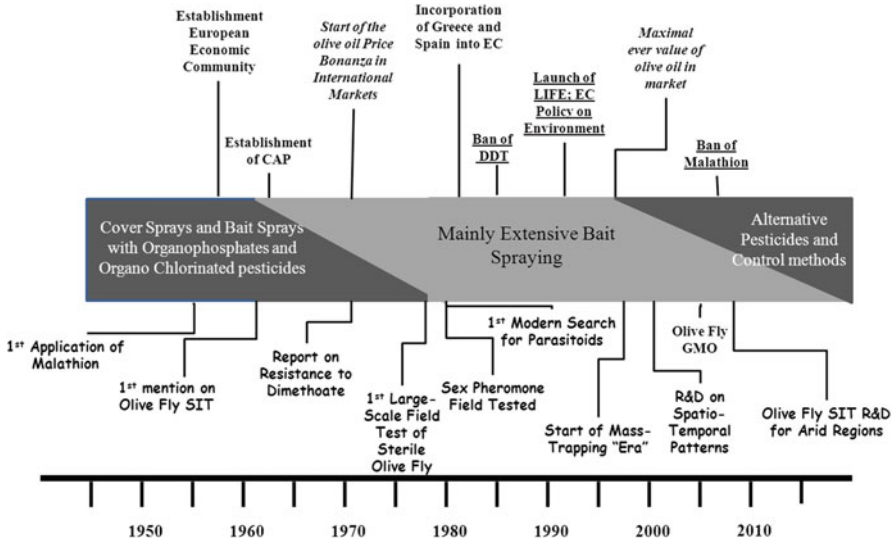 Establishment
European
Economic
Community
Start of the
olive oil Price
Bonanza in
International
Markets
Incorporation
of Greece and
Spain into EC
Maximal
ever value of
olive oil in
market
Establishment
of CAP
Ban of
DDT
Launch of
LIFE; EC
Policy on
Environment
Ban of
Malathion
Cover Sprays and Bait Sprays
with Organophosphates and
Organo Chlorinated pesticides
Mainly Extensive Bait
Spraying
Alternative
Pesticides and
Control methods
1st Application of
Malathion
1st mention on
Olive Fly SIT
Report on
Resistance to
Dimethoate
1st Large-
Scale Field
Test of
Sterile
Olive Fly
Sex Pheromone
Field Tested
1st Modern Search
for Parasitoids
Start of Mass-
Trapping "Era"
Olive Fly
GMO
R&D on
Spatio-
Temporal
Patterns
Olive Fly SIT R&D
for Arid Regions
1950 1960 1970 1980 1990 2000 2010